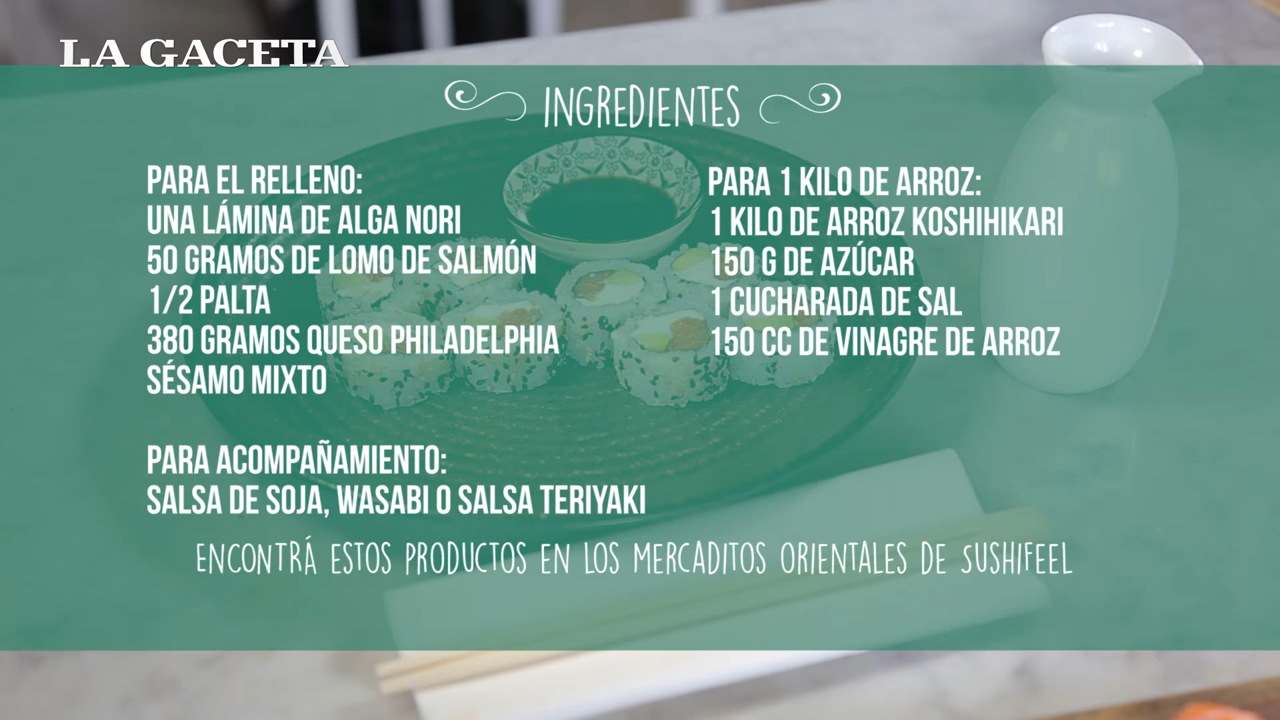 LA GACETA
INGREDIENTES
PARA EL RELLENO:
UNA LÁMINA DE ALGA NORI
50 GRAMOS DE LOMO DE SALMÓN
1/2 PALTA
380 GRAMOS QUESO PHILADELPHIA
SÉSAMO MIXTO
PARA ACOMPAÑAMIENTO:
SALSA DE SOJA, WASABI O SALSA TERIYAKI
PARA 1 KILO DE ARROZ:
1 KILO DE ARROZ KOSHIHIKARI
150 G DE AZÚCAR
1 CUCHARADA DE SAL
150 CC DE VINAGRE DE ARROZ
ENCONTRÁ ESTOS PRODUCTOS EN LOS MERCADITOS ORIENTALES DE SUSHIFEEL